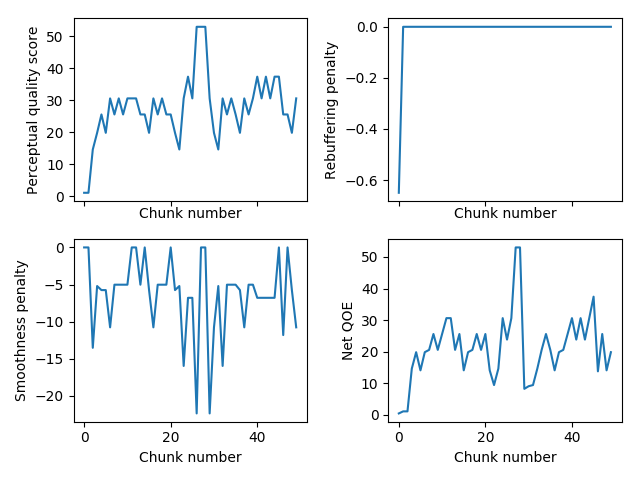 Perceptual quality score
50
40
30
20
10
0
Chunk number
Rebuffering penalty
0.0
−0.2
−0.4
−0.6
Chunk number
Smoothness penalty
0
−5
−10
−15
−20
0 20 40
Chunk number
Net QOE
50
40
30
20
10
0
0 20 40
Chunk number